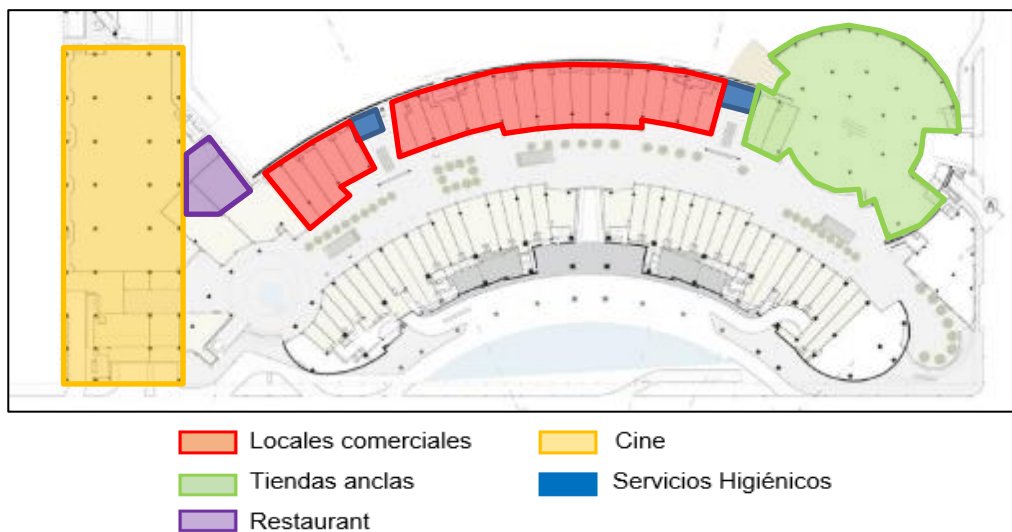 Locales comerciales
Cine
Tiendas anclas
Servicios Higiénicos
Restaurant